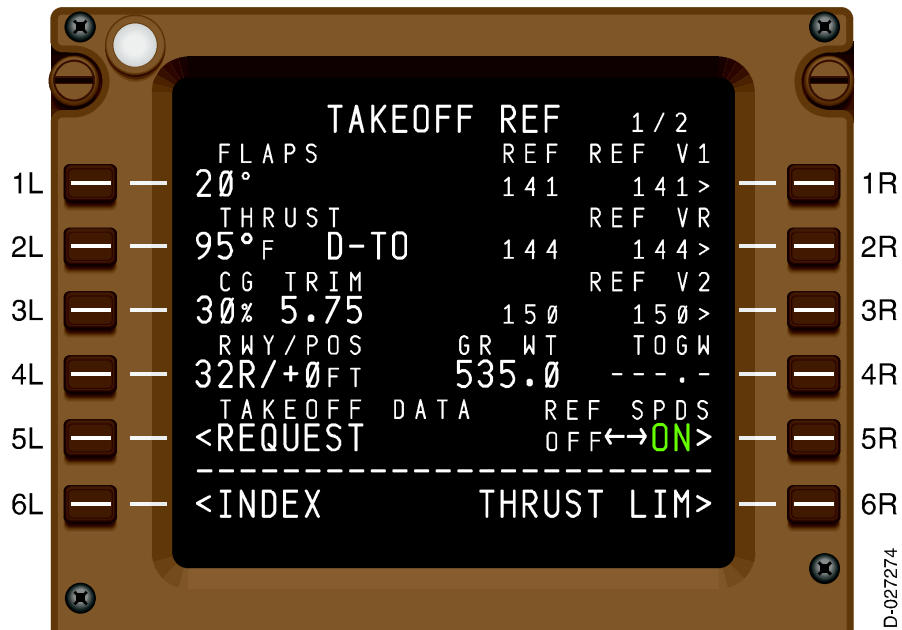 TAKEOFF REF 1/2
FLAPS REF REF V1
1L 20° 141 141> 1R
THRUST REF VR
2L 95°F D-TO 144 144> 2R
CG TRIM REF V2
3L 30% 5.75 150 150> 3R
RWY/POS GR WT TOGW
4L 32R/+0FT 535.0 ---.- 4R
TAKEOFF DATA REF SPDS
5L <REQUEST OFF←→ON> 5R
--------------------------
6L <INDEX THRUST LIM> 6R
D-027274